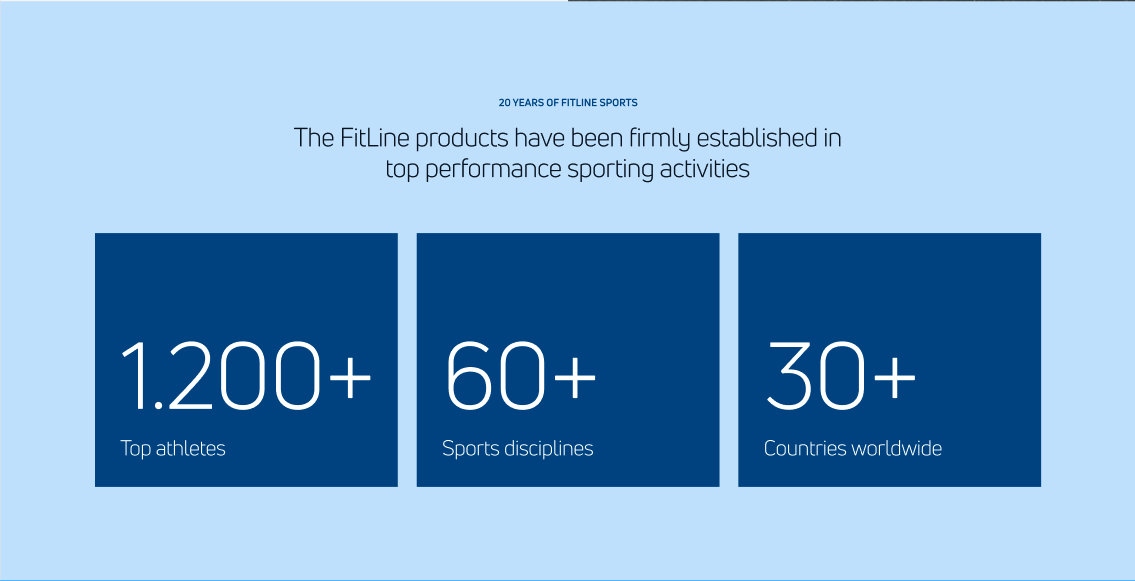 20 YEARS OF FITLINE SPORTS
The FitLine products have been firmly established in
top performance sporting activities
1.200+
Top athletes
60+
Sports disciplines
30+
Countries worldwide